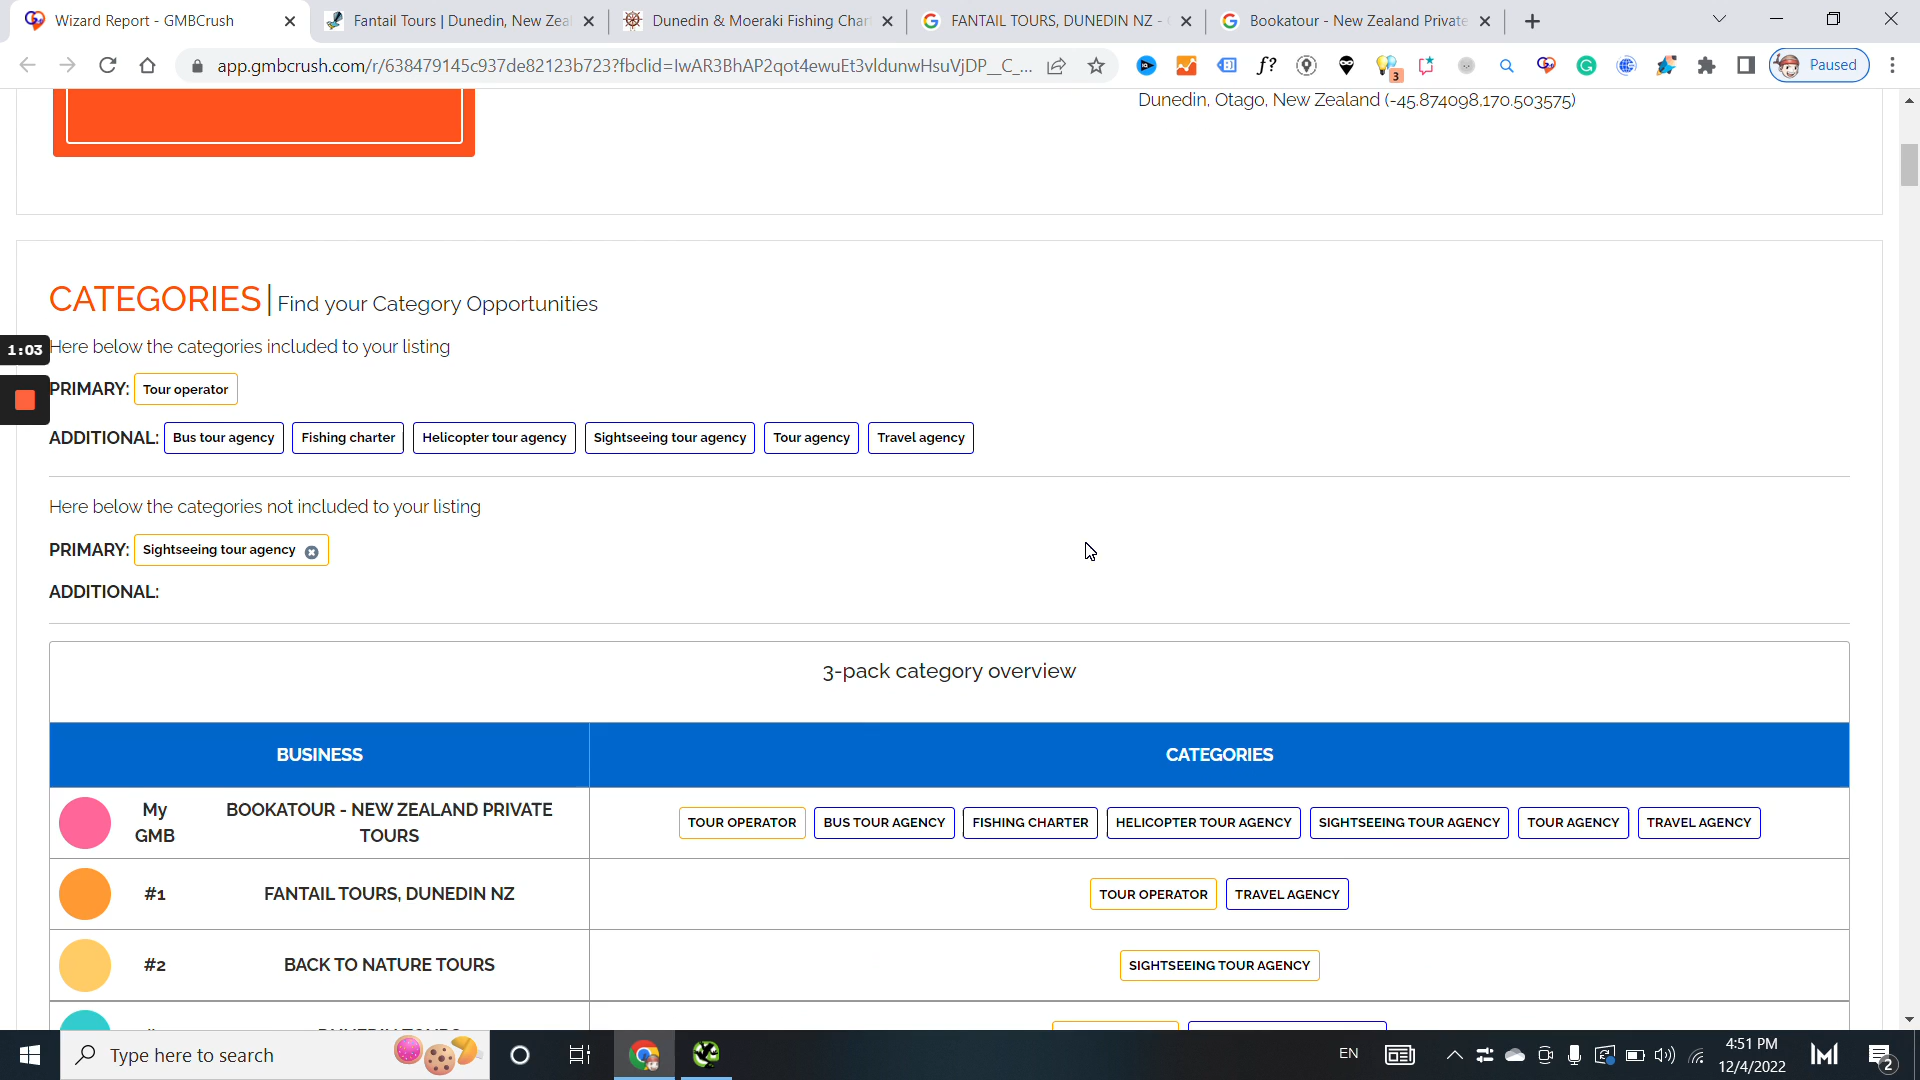 Wizard Report - GMBCrush
Fantail Tours | Dunedin, New Zea
Dunedin & Moeraki Fishing Char
FANTAIL TOURS, DUNEDIN NZ -
Bookatour - New Zealand Private
app.gmbcrush.com/r/638479145c937de82123b723?fbclid=IwAR3BhAP2qot4ewuEt3vldunwHsuVjDP__C_...
f?
3
Paused
Dunedin, Otago, New Zealand (-45.874098,170.503575)
CATEGORIES | Find your Category Opportunities
1:03
Here below the categories included to your listing
PRIMARY: Tour operator
ADDITIONAL: Bus tour agency Fishing charter Helicopter tour agency Sightseeing tour agency Tour agency Travel agency
Here below the categories not included to your listing
PRIMARY: Sightseeing tour agency
ADDITIONAL:
3-pack category overview
BUSINESS CATEGORIES
My GMB BOOKATOUR - NEW ZEALAND PRIVATE TOURS TOUR OPERATOR BUS TOUR AGENCY FISHING CHARTER HELICOPTER TOUR AGENCY SIGHTSEEING TOUR AGENCY TOUR AGENCY TRAVEL AGENCY
#1 FANTAIL TOURS, DUNEDIN NZ TOUR OPERATOR TRAVEL AGENCY
#2 BACK TO NATURE TOURS SIGHTSEEING TOUR AGENCY
Type here to search
EN
4:51 PM
12/4/2022
2